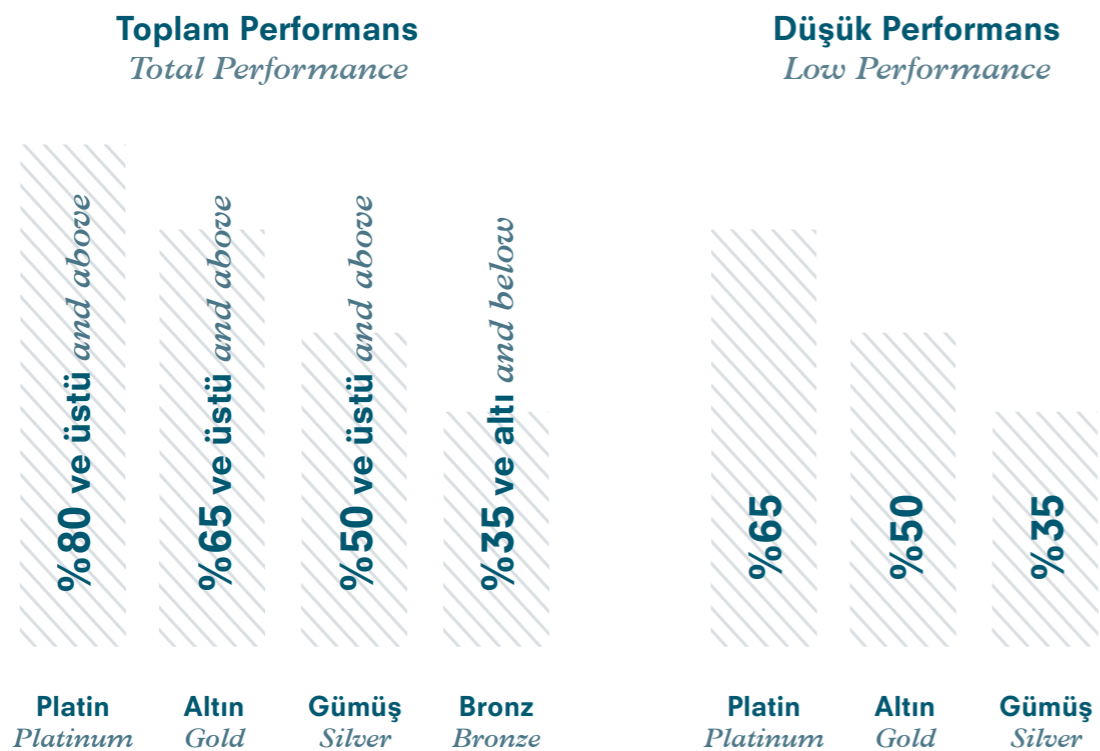 Toplam Performans
Total Performance
%80 ve üstü and above
%65 ve üstü and above
%50 ve üstü and above
%35 ve altı and below
Platin
Platinum
Altın
Gold
Gümüş
Silver
Bronz
Bronze
Düşük Performans
Low Performance
%65
%50
%35
Platin
Platinum
Altın
Gold
Gümüş
Silver